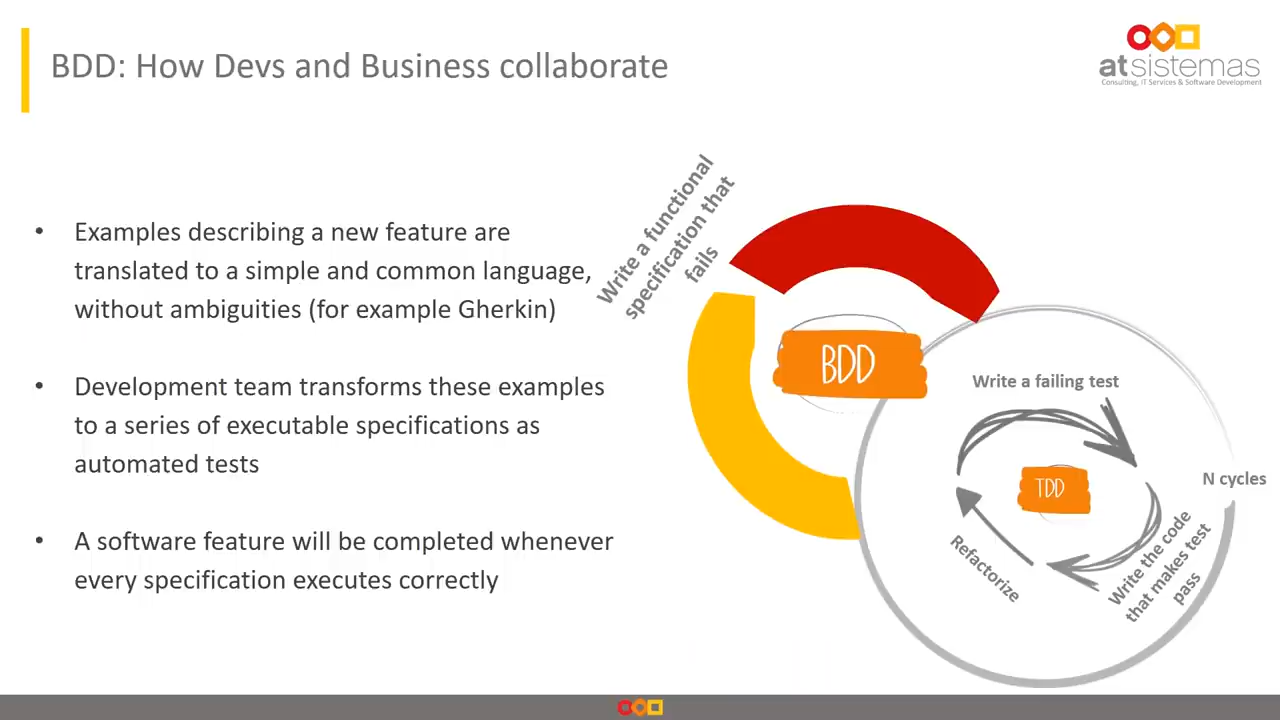 BDD: How Devs and Business collaborate
atsistemas
Consulting, IT Services & Software Development
• Examples describing a new feature are
translated to a simple and common language,
without ambiguities (for example Gherkin)
• Development team transforms these examples
to a series of executable specifications as
automated tests
• A software feature will be completed whenever
every specification executes correctly
Write a functional
specification that
fails
BDD
Write a failing test
TDD
N cycles
Write the code
that makes test
pass
Refactorize